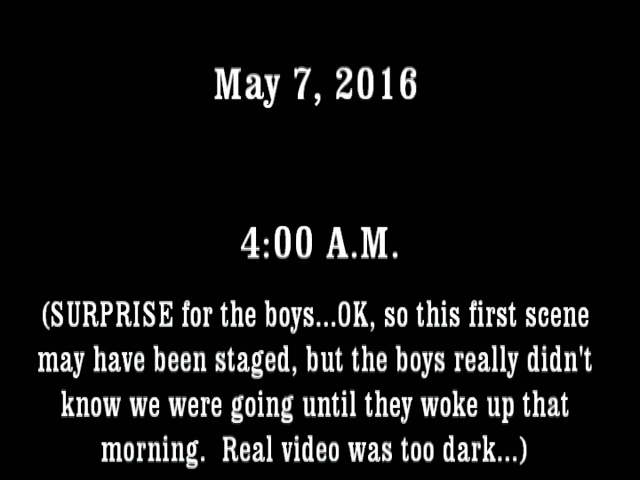 May 7, 2016
4:00 A.M.
(SURPRISE for the boys...OK, so this first scene
may have been staged, but the boys really didn't
know we were going until they woke up that
morning.  Real video was too dark...)